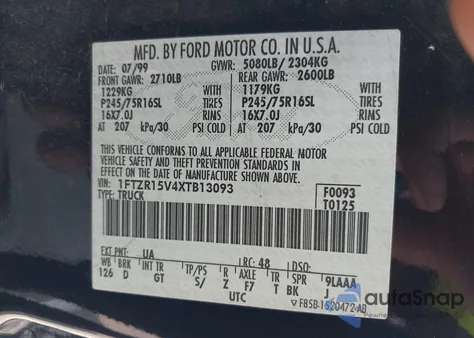 MFD. BY FORD MOTOR CO. IN U.S.A.
DATE: 07/99 GVWR: 5080LB/ 2304KG
FRONT GAWR: 2710LB REAR GAWR: 2600LB
1229KG WITH 1179KG WITH
P245/75R16SL TIRES P245/75R16SL TIRES
16X7.0J RIMS 16X7.0J RIMS
AT 207 kPa/30 PSI COLD AT 207 kPa/30 PSI COLD
THIS VEHICLE CONFORMS TO ALL APPLICABLE FEDERAL MOTOR
VEHICLE SAFETY AND THEFT PREVENTION STANDARDS IN
EFFECT ON THE DATE OF MANUFACTURE SHOWN ABOVE.
VIN: 1FTZR15V4XTB13093 F0093
TYPE: TRUCK T0125
EXT PNT: UA RC: 48 DSO:
WB BRK INT TR TP/PS R AXLE TR SPR 9LAAA
126 D GT S/ Z F7 T J5
UTC F85B-1520472-AB
autoSnap